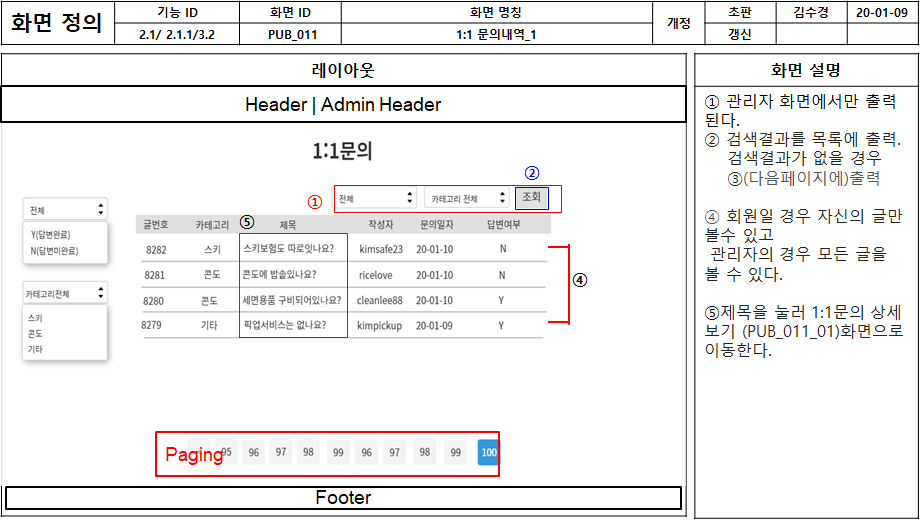 화면 정의
기능 ID
화면 ID
화면 명칭
개정
초판
김수경
20-01-09
2.1/ 2.1.1/3.2
PUB_011
1:1 문의내역_1
갱신
레이아웃
Header | Admin Header
1:1문의
②
①
전체
카테고리 전체
조회
전체
Y(답변완료)
N(답변미완료)
카테고리전체
스키
콘도
기타
글번호
카테고리
⑤
제목
작성자
문의일자
답변여부
8282
스키
스키보험도 따로잇나요?
kimsafe23
20-01-10
N
8281
콘도
콘도에 밥솥있나요?
ricelove
20-01-10
N
8280
콘도
세면용품 구비되어있나요?
cleanlee88
20-01-10
Y
8279
기타
픽업서비스는 없나요?
kimpickup
20-01-09
Y
④
Paging
95
96
97
98
99
96
97
98
99
100
Footer
화면 설명
① 관리자 화면에서만 출력
된다.
② 검색결과를 목록에 출력.
검색결과가 없을 경우
③(다음페이지에)출력
④ 회원일 경우 자신의 글만
볼수 있고
관리자의 경우 모든 글을
볼 수 있다.
⑤제목을 눌러 1:1문의 상세
보기 (PUB_011_01)화면으로
이동한다.